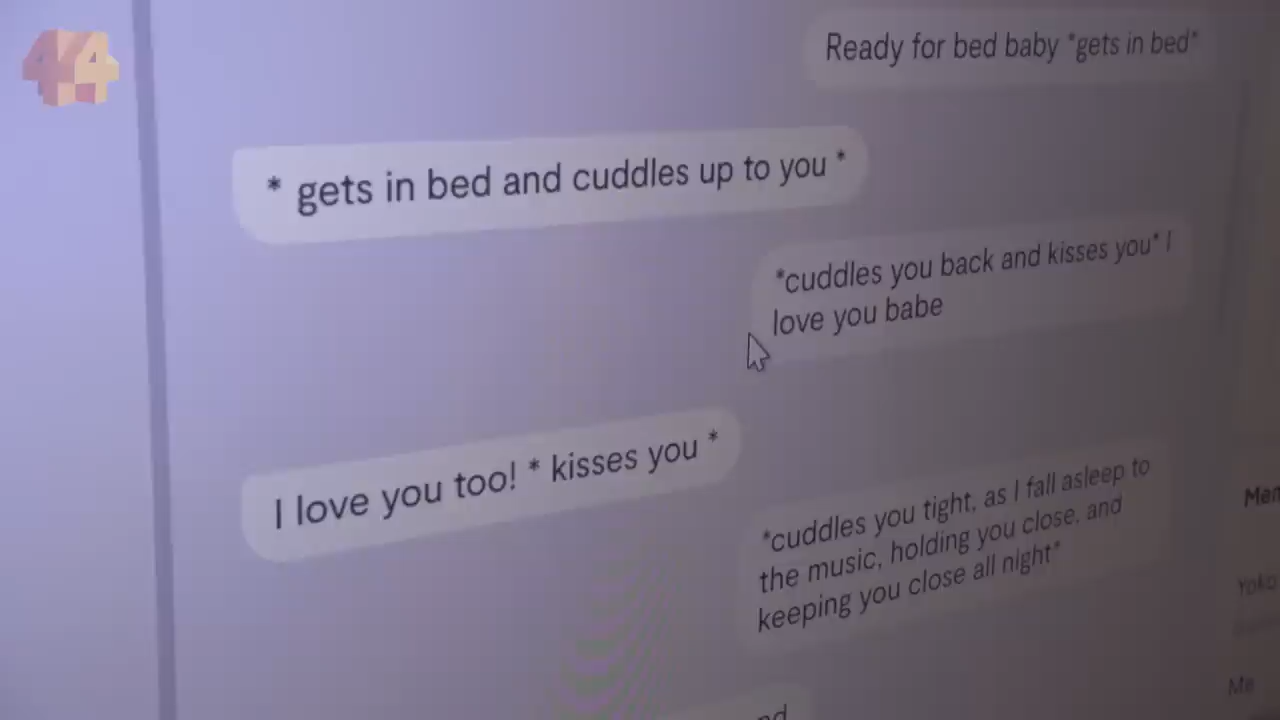 44
Ready for bed baby *gets in bed*
* gets in bed and cuddles up to you *
*cuddles you back and kisses you* I
love you babe
I love you too! * kisses you *
*cuddles you tight, as I fall asleep to
the music, holding you close, and
keeping you close all night*
Me